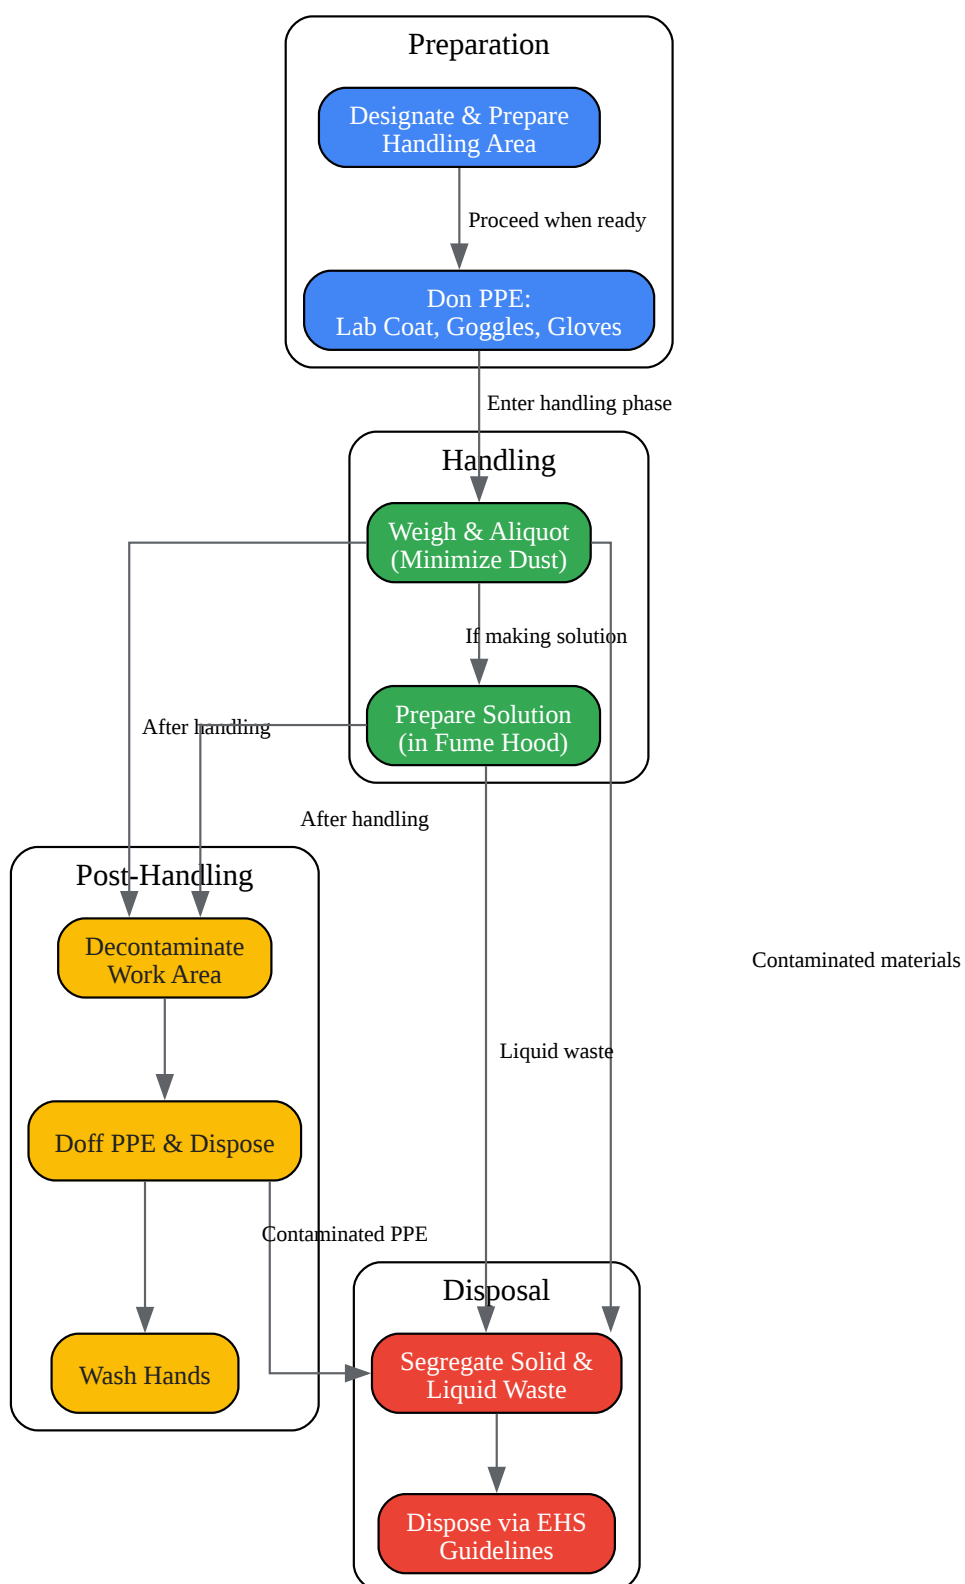 Preparation
Designate & Prepare
Handling Area
Proceed when ready
Don PPE:
Lab Coat, Goggles, Gloves
Enter handling phase
Handling
Weigh & Aliquot
(Minimize Dust)
If making solution
Prepare Solution
(in Fume Hood)
After handling
After handling
Post-Handling
Decontaminate
Work Area
Contaminated materials
Liquid waste
Doff PPE & Dispose
Contaminated PPE
Disposal
Wash Hands
Segregate Solid &
Liquid Waste
Dispose via EHS
Guidelines